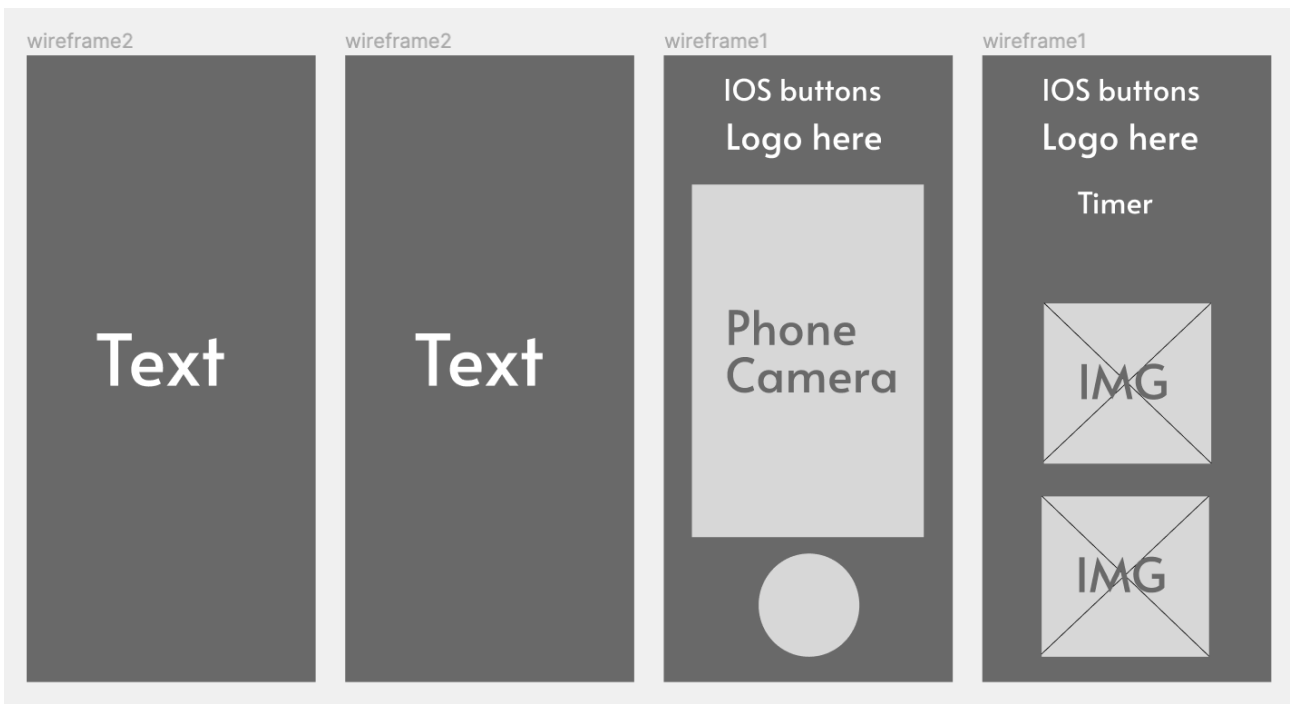 wireframe2
Text
wireframe2
Text
wireframe1
IOS buttons
Logo here
Phone
Camera
wireframe1
IOS buttons
Logo here
Timer
IMG
IMG